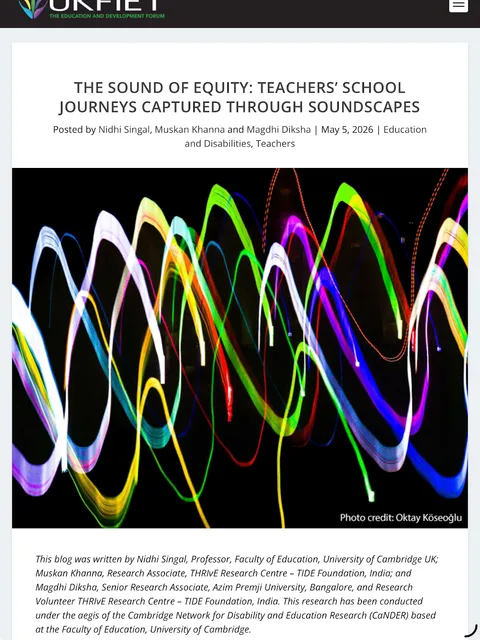 UKFIET
THE EDUCATION AND DEVELOPMENT FORUM
THE SOUND OF EQUITY: TEACHERS’ SCHOOL
JOURNEYS CAPTURED THROUGH SOUNDSCAPES
Posted by Nidhi Singal, Muskan Khanna and Magdhi Diksha | May 5, 2026 | Education
and Disabilities, Teachers
Photo credit: Oktay Köseoğlu
This blog was written by Nidhi Singal, Professor, Faculty of Education, University of Cambridge UK;
Muskan Khanna, Research Associate, THRIvE Research Centre – TIDE Foundation, India; and
Magdhi Diksha, Senior Research Associate, Azim Premji University, Bangalore, and Research
Volunteer THRIvE Research Centre – TIDE Foundation, India. This research has been conducted
under the aegis of the Cambridge Network for Disability and Education Research (CaNDER) based
at the Faculty of Education, University of Cambridge.